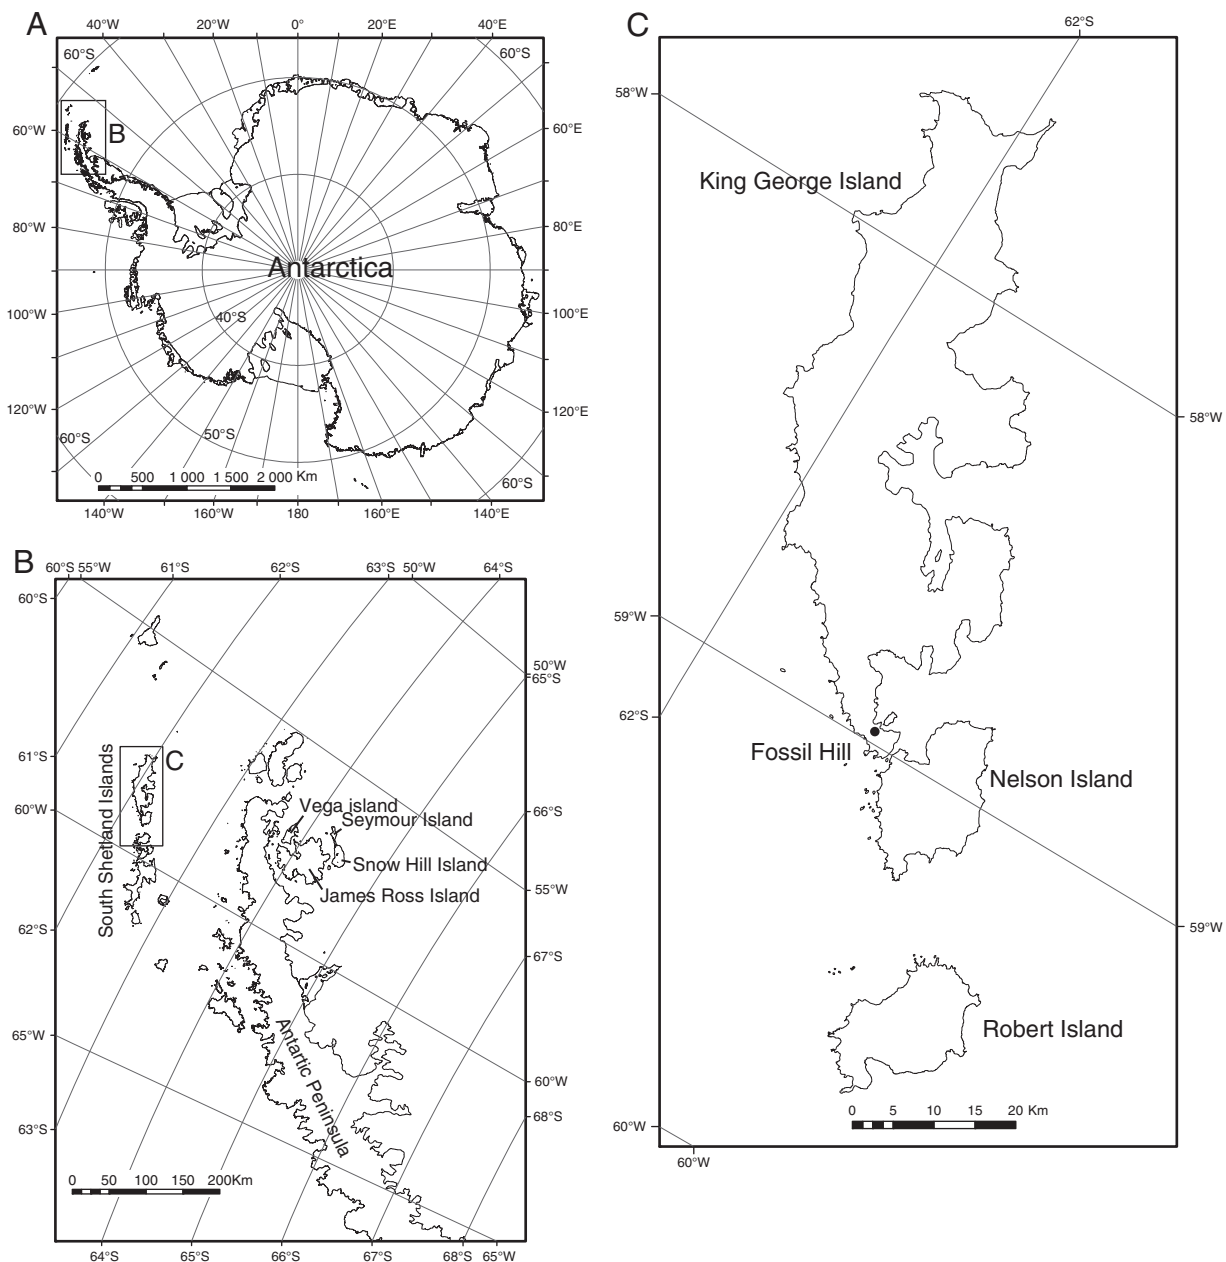 A
40°W
20°W
0°
20°E
40°E
60°S
60°S
60°W
B
60°E
80°W
80°E
Antarctica
100°W
40°S
100°E
120°W
120°E
60°S
50°S
0 500 1 000 1 500 2 000 Km
60°S
140°W
160°W
180
160°E
140°E
B
60°S
55°W
61°S
62°S
63°S
50°W
64°S
60°S
50°W
65°S
61°S
South Shetland Islands
C
60°W
Vega island
Seymour Island
66°S
Snow Hill Island
James Ross Island
55°W
62°S
67°S
65°W
Antartic Peninsula
60°W
68°S
63°S
0 50 100 150 200Km
64°S
65°S
66°S
67°S
68°S
65°W
C
62°S
58°W
King George Island
58°W
59°W
62°S
Fossil Hill
Nelson Island
59°W
Robert Island
0 5 10 15 20 Km
60°W
60°W